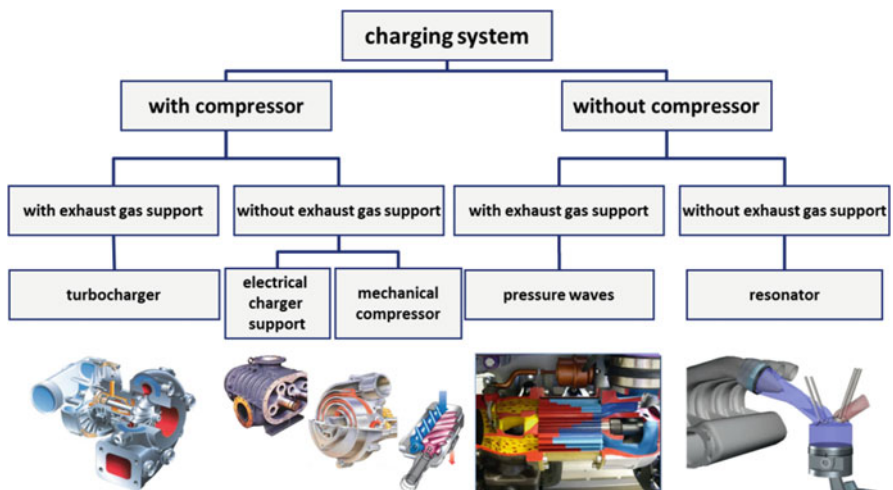 charging system
with compressor
without compressor
with exhaust gas support
without exhaust gas support
with exhaust gas support
without exhaust gas support
turbocharger
electrical
charger
support
mechanical
compressor
pressure waves
resonator